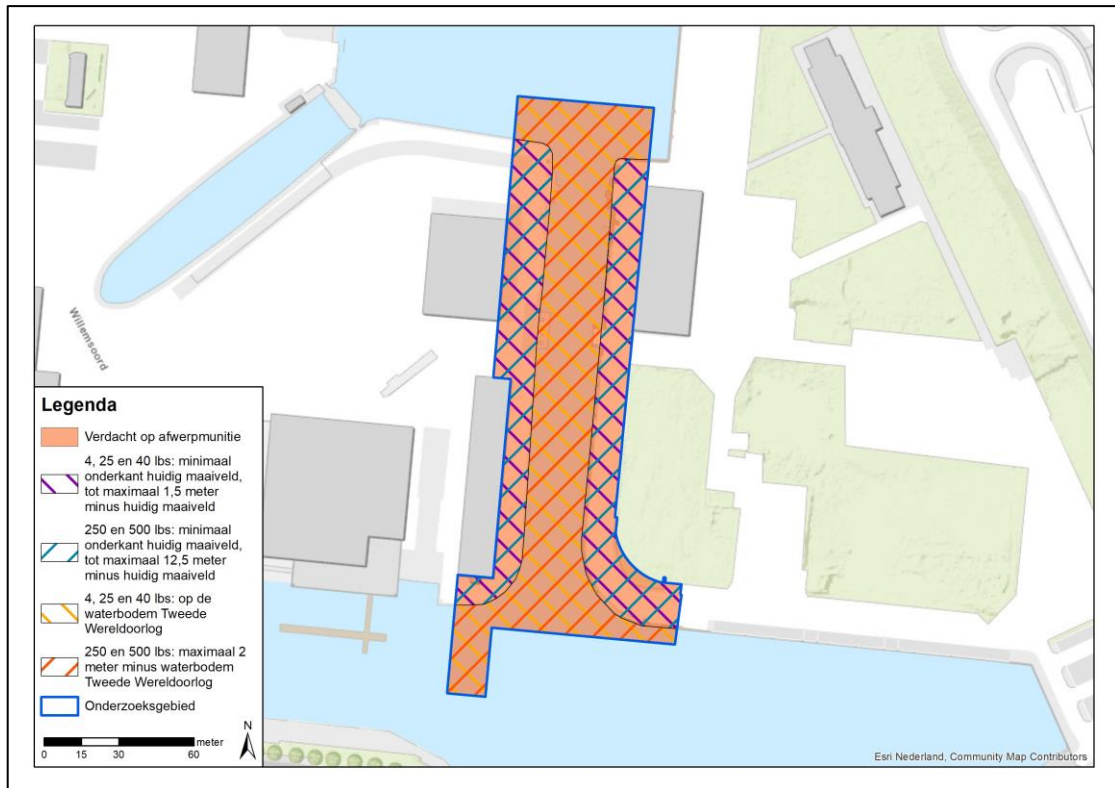 Willemsoord
Legenda
Verdacht op afwerpmunitie
4, 25 en 40 lbs: minimaal
onderkant huidig maaiveld,
tot maximaal 1,5 meter
minus huidig maaiveld
250 en 500 lbs: minimaal
onderkant huidig maaiveld,
tot maximaal 12,5 meter
minus huidig maaiveld
4, 25 en 40 lbs: op de
waterbodem Tweede
Wereldoorlog
250 en 500 lbs: maximaal 2
meter minus waterbodem
Tweede Wereldoorlog
Onderzoeksgebied
N
meter
0 15 30 60
Esri Nederland, Community Map Contributors